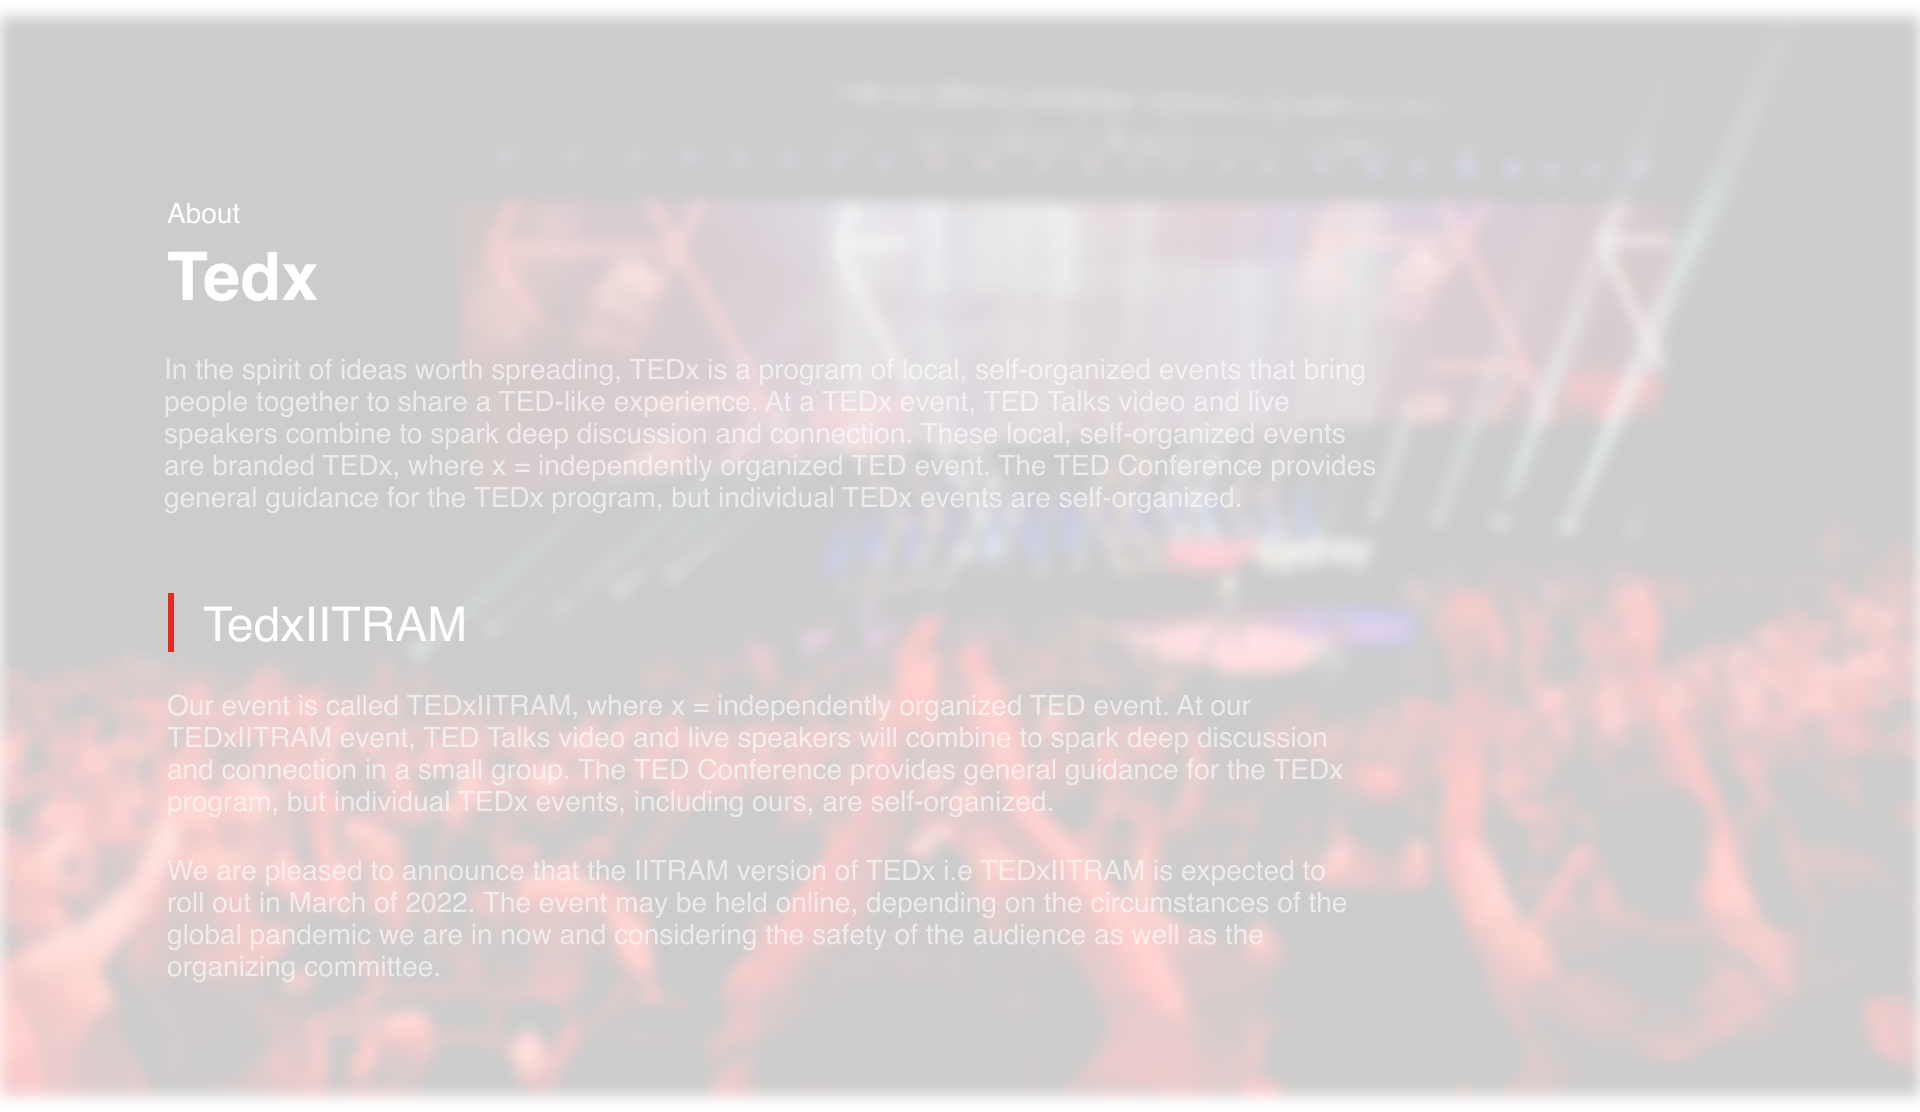 About
Tedx
In the spirit of ideas worth spreading, TEDx is a program of local, self-organized events that bring
people together to share a TED-like experience. At a TEDx event, TED Talks video and live
speakers combine to spark deep discussion and connection. These local, self-organized events
are branded TEDx, where x = independently organized TED event. The TED Conference provides
general guidance for the TEDx program, but individual TEDx events are self-organized.
TedxIITRAM
Our event is called TEDxIITRAM, where x = independently organized TED event. At our
TEDxIITRAM event, TED Talks video and live speakers will combine to spark deep discussion
and connection in a small group. The TED Conference provides general guidance for the TEDx
program, but individual TEDx events, including ours, are self-organized.
We are pleased to announce that the IITRAM version of TEDx i.e TEDxIITRAM is expected to
roll out in March of 2022. The event may be held online, depending on the circumstances of the
global pandemic we are in now and considering the safety of the audience as well as the
organizing committee.